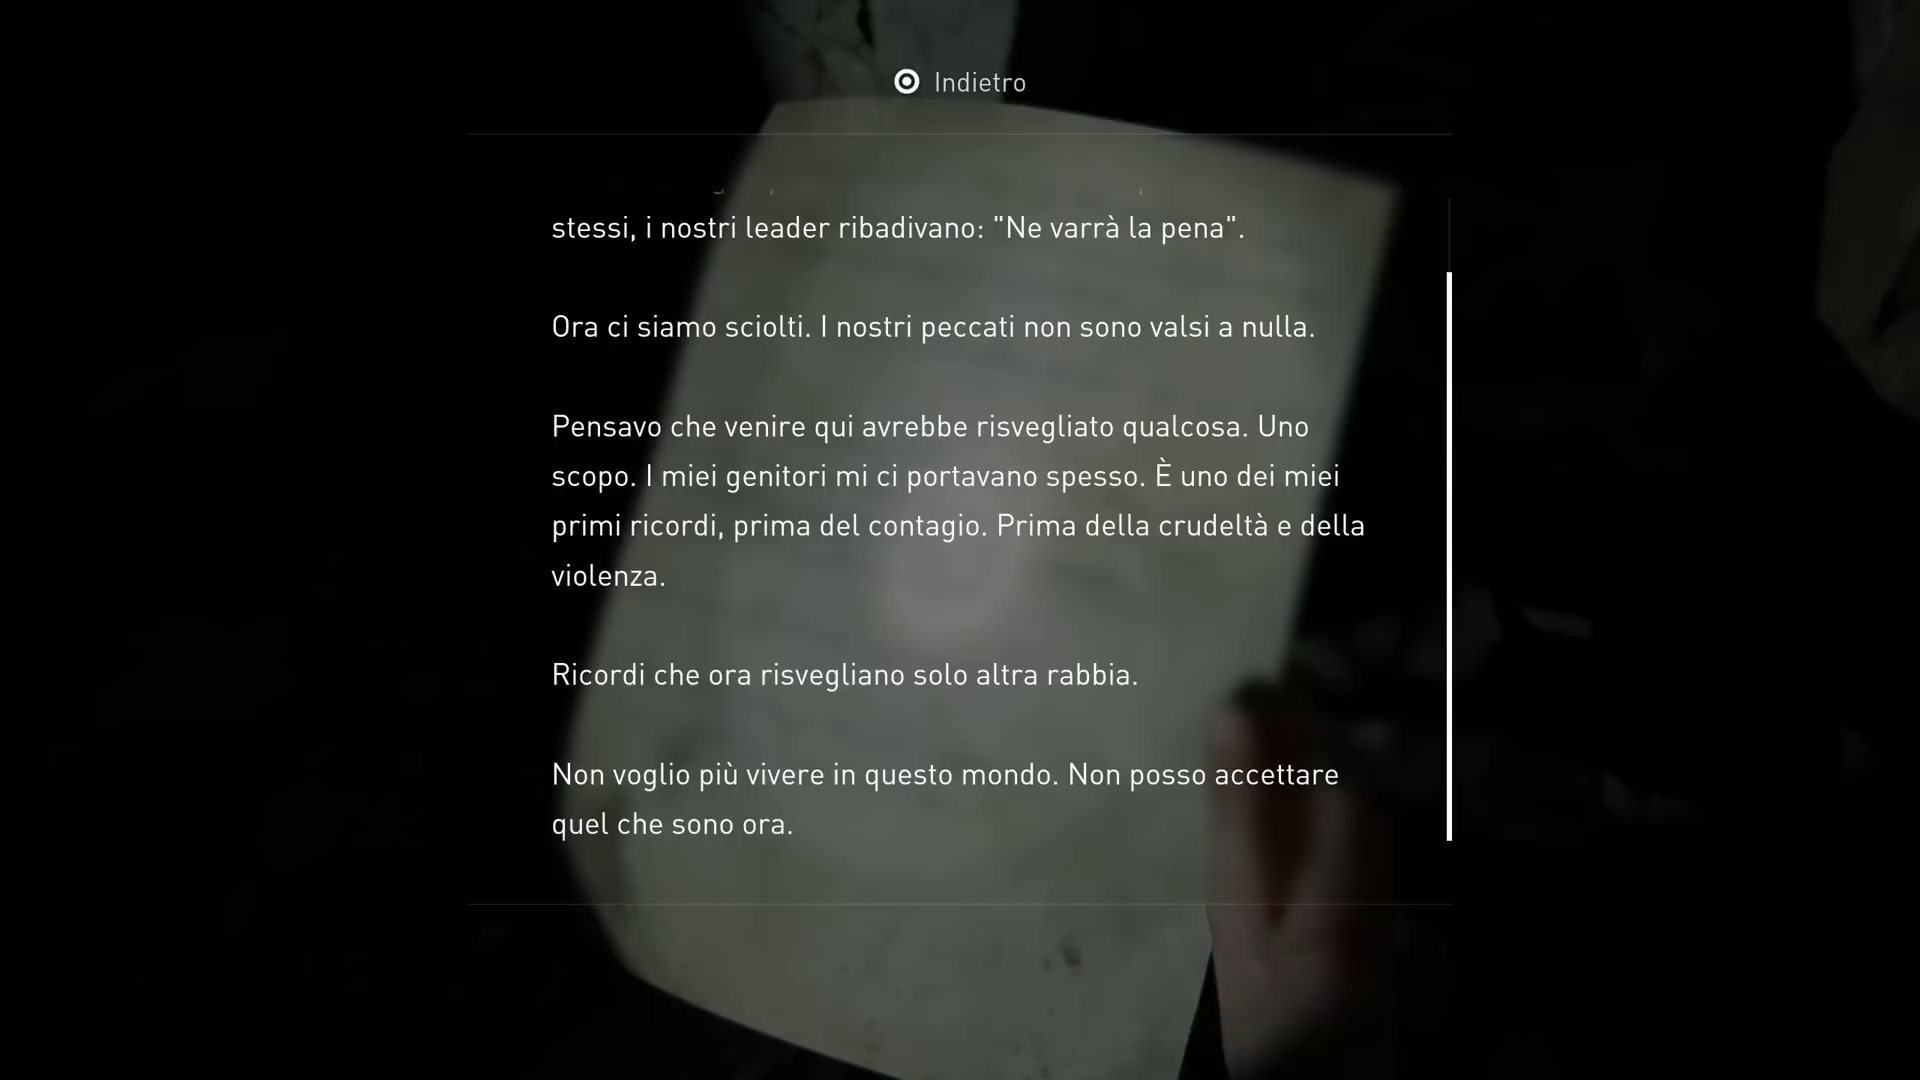 Indietro
stessi, i nostri leader ribadivano: "Ne varrà la pena".
Ora ci siamo sciolti. I nostri peccati non sono valsi a nulla.
Pensavo che venire qui avrebbe risvegliato qualcosa. Uno
scopo. I miei genitori mi ci portavano spesso. È uno dei miei
primi ricordi, prima del contagio. Prima della crudeltà e della
violenza.
Ricordi che ora risvegliano solo altra rabbia.
Non voglio più vivere in questo mondo. Non posso accettare
quel che sono ora.